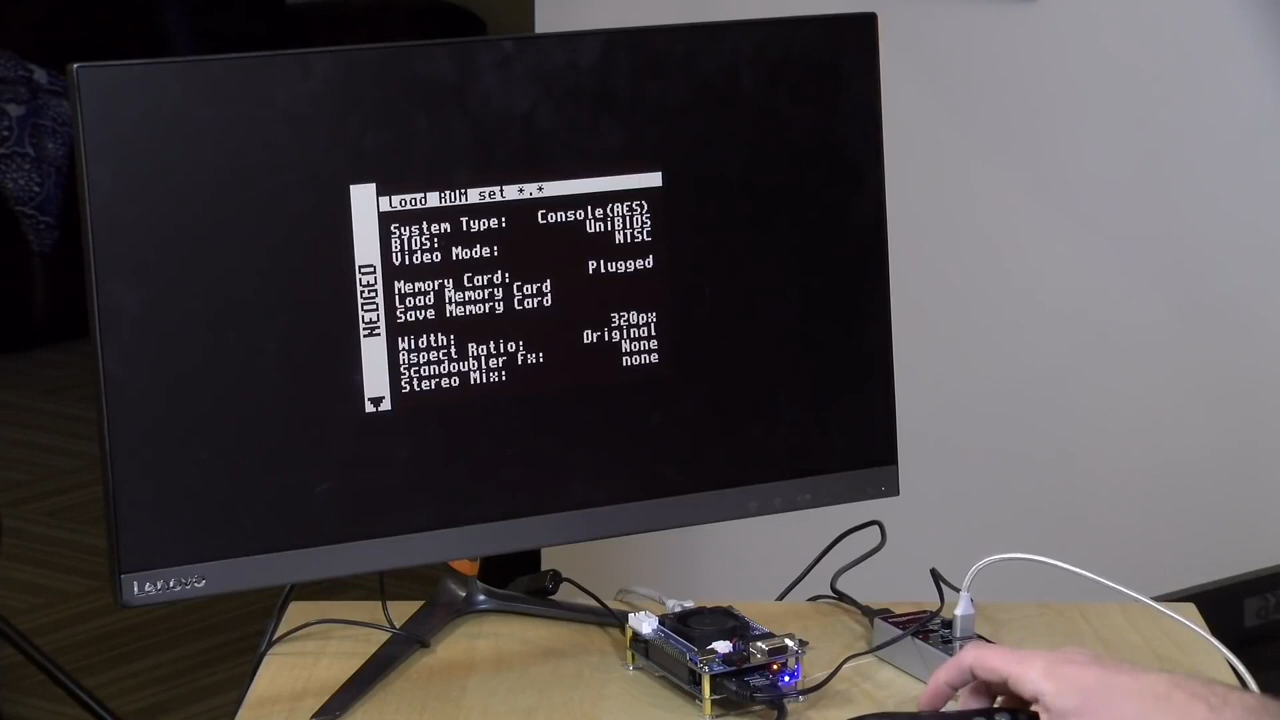 Load ROM set *.*
System Type: Console(AES)
BIOS: UniBIOS
Video Mode: NTSC
Memory Card: Plugged
Load Memory Card
Save Memory Card
Width: 320px
Aspect Ratio: Original
Scandoubler Fx: None
Stereo Mix: none
NEOGEO
Lenovo